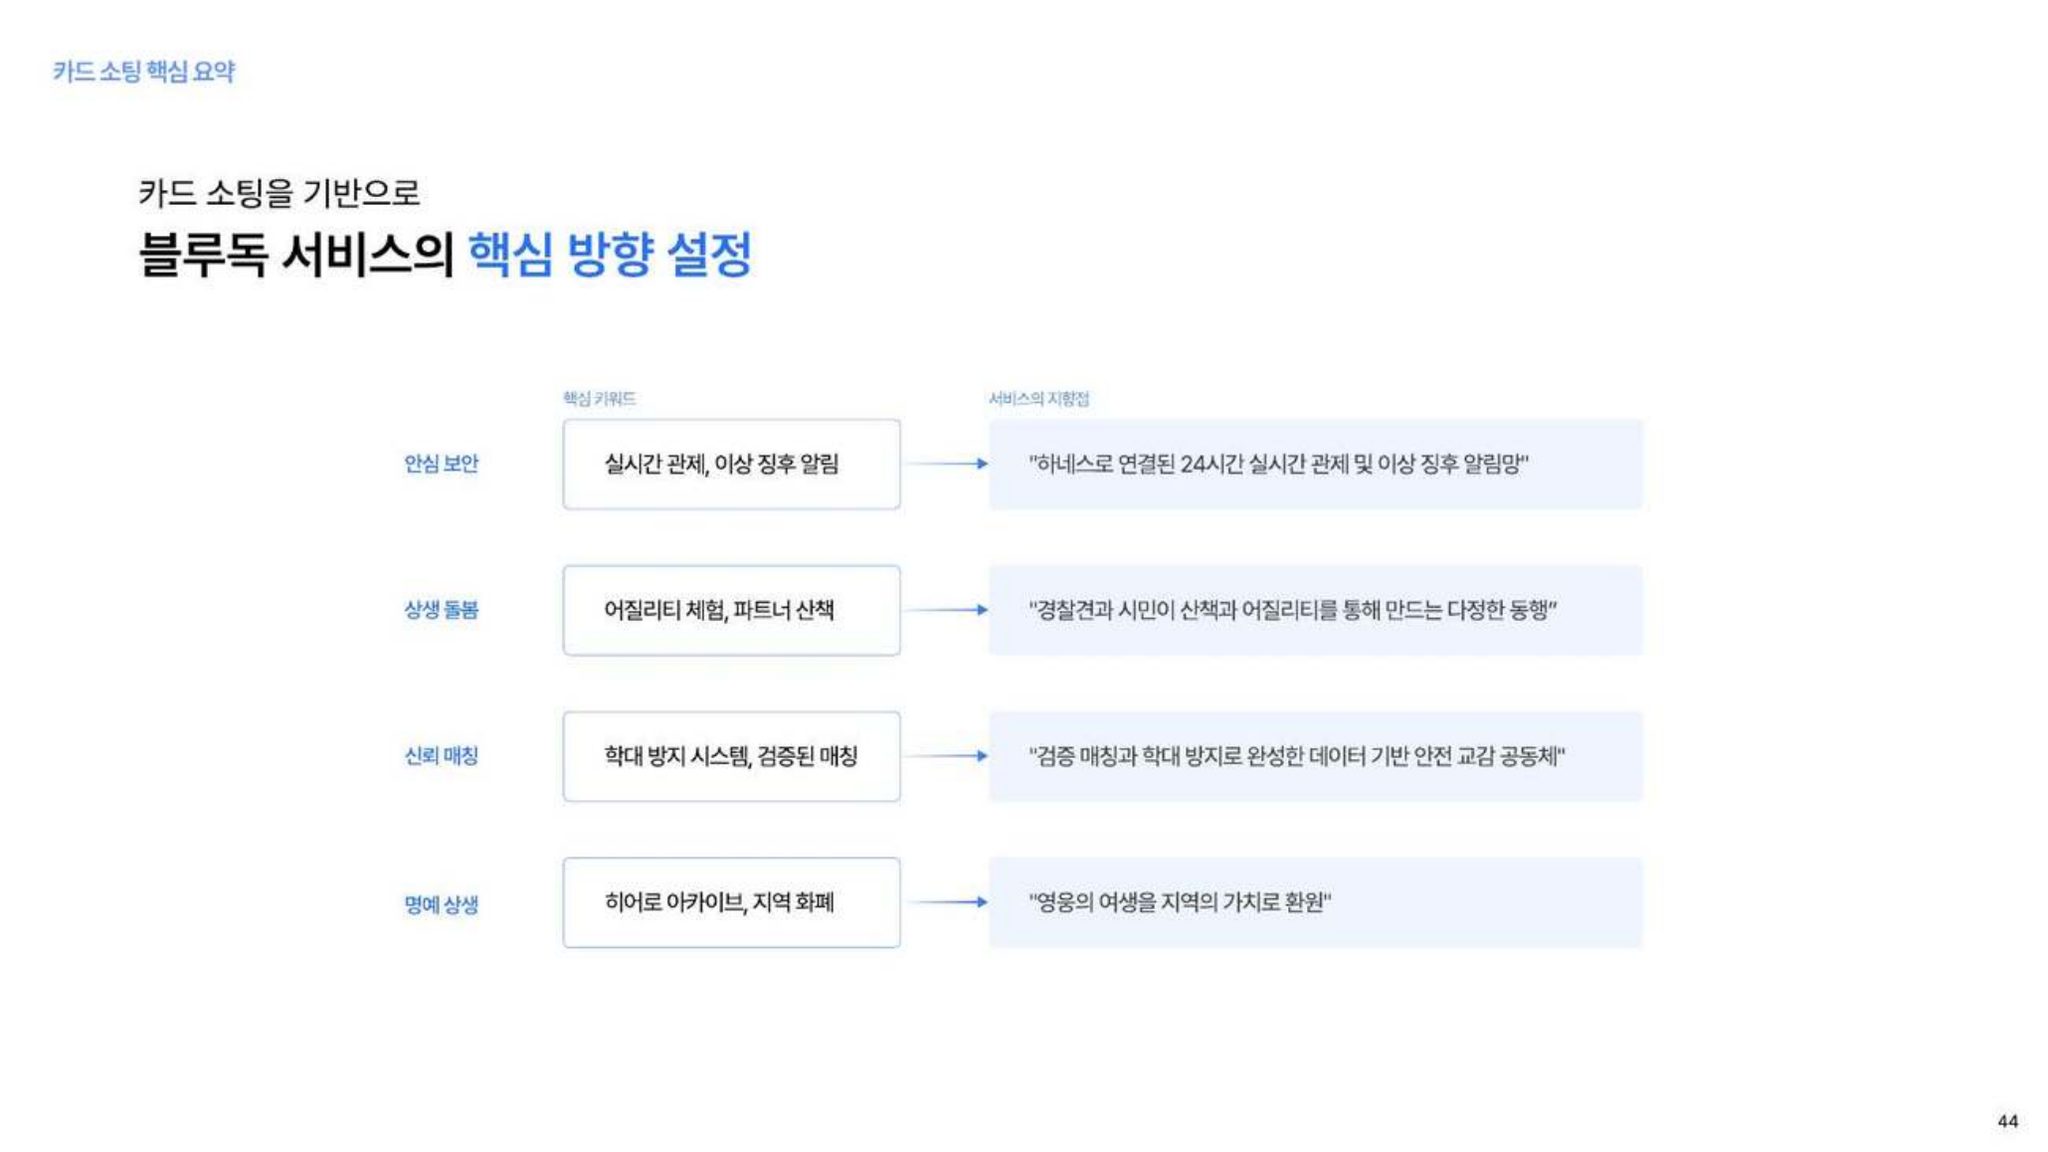 카드 소팅 핵심 요약
카드 소팅을 기반으로
블루독 서비스의 핵심 방향 설정
핵심 키워드
서비스의 지향점
안심 보안
실시간 관제, 이상 징후 알림
"하네스로 연결된 24시간 실시간 관제 및 이상 징후 알림망"
상생 돌봄
어질리티 체험, 파트너 산책
"경찰견과 시민이 산책과 어질리티를 통해 만드는 다정한 동행”
신뢰 매칭
학대 방지 시스템, 검증된 매칭
"검증 매칭과 학대 방지로 완성한 데이터 기반 안전 교감 공동체"
명예 상생
히어로 아카이브, 지역 화폐
"영웅의 여생을 지역의 가치로 환원"
44